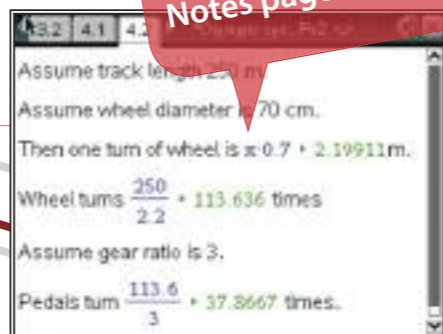 Notes page
3.2 4.1 4.2
Assume track length 250 m.
Assume wheel diameter is 70 cm.
Then one turn of wheel is π·0.7 ▸ 2.19911m.
Wheel turns 250/2.2 ▸ 113.636 times
Assume gear ratio is 3.
Pedals turn 113.6/3 ▸ 37.8667 times.